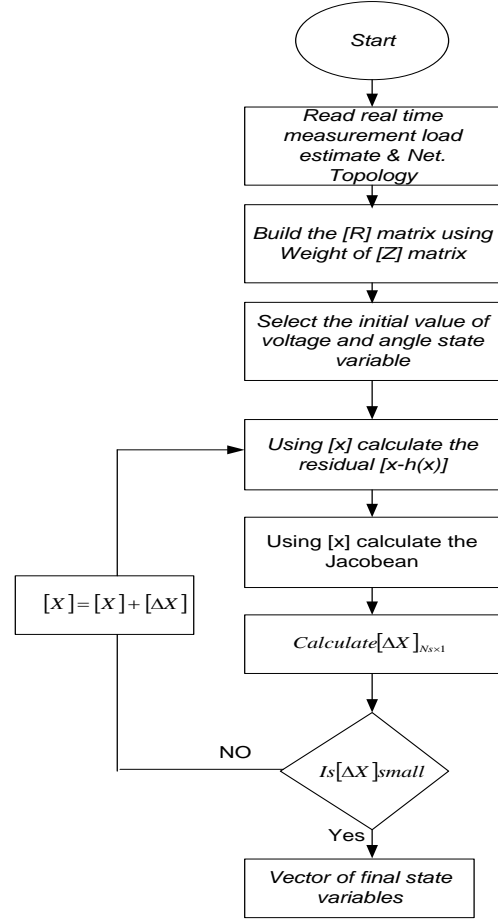 Start
Read real time
measurement load
estimate & Net.
Topology
Build the [R] matrix using
Weight of [Z] matrix
Select the initial value of
voltage and angle state
variable
Using [x] calculate the
residual [x-h(x)]
Using [x] calculate the
Jacobean
[X]=[X]+[ΔX]
Calculate[ΔX]Ns×1
NO
Is[ΔX]small
Yes
Vector of final state
variables